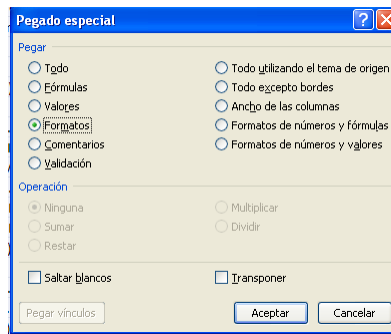 Pegado especial
Pegar
Todo
Fórmulas
Valores
Formatos
Comentarios
Validación
Todo utilizando el tema de origen
Todo excepto bordes
Ancho de las columnas
Formatos de números y fórmulas
Formatos de números y valores
Operación
Ninguna
Sumar
Restar
Multiplicar
Dividir
Saltar blancos
Transponer
Pegar vínculos
Aceptar
Cancelar